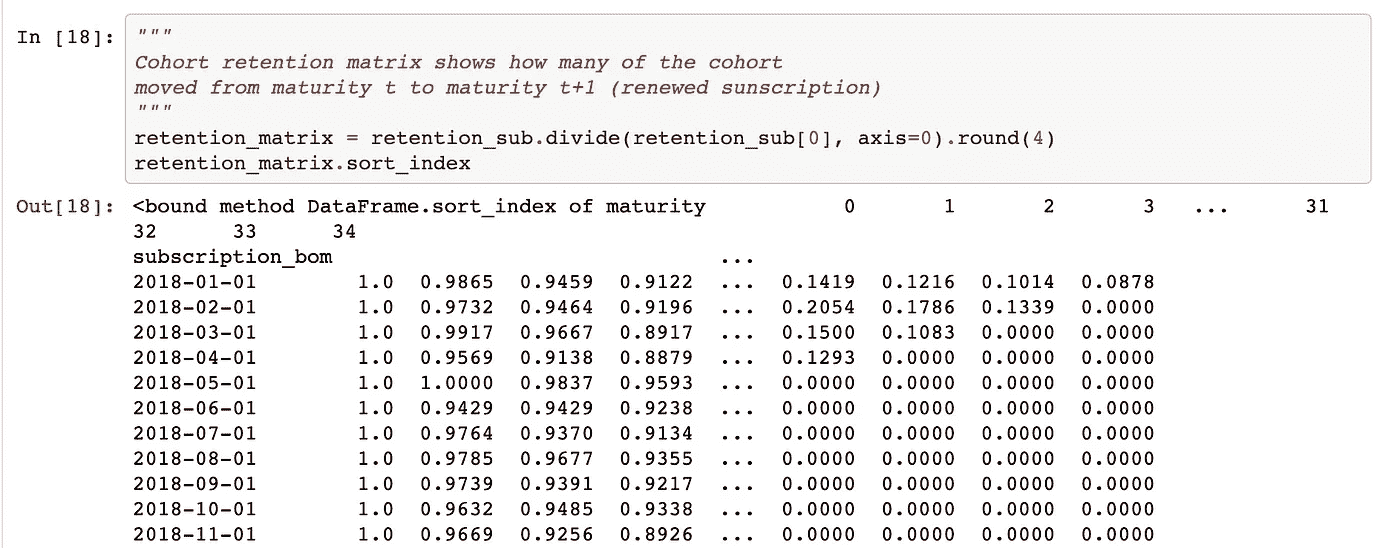 In [18]: """
Cohort retention matrix shows how many of the cohort
moved from maturity t to maturity t+1 (renewed sunscription)
"""
retention_matrix = retention_sub.divide(retention_sub[0], axis=0).round(4)
retention_matrix.sort_index
Out[18]: <bound method DataFrame.sort_index of maturity 0 1 2 3 ... 31
32 33 34
subscription_bom ...
2018-01-01 1.0 0.9865 0.9459 0.9122 ... 0.1419 0.1216 0.1014 0.0878
2018-02-01 1.0 0.9732 0.9464 0.9196 ... 0.2054 0.1786 0.1339 0.0000
2018-03-01 1.0 0.9917 0.9667 0.8917 ... 0.1500 0.1083 0.0000 0.0000
2018-04-01 1.0 0.9569 0.9138 0.8879 ... 0.1293 0.0000 0.0000 0.0000
2018-05-01 1.0 1.0000 0.9837 0.9593 ... 0.0000 0.0000 0.0000 0.0000
2018-06-01 1.0 0.9429 0.9429 0.9238 ... 0.0000 0.0000 0.0000 0.0000
2018-07-01 1.0 0.9764 0.9370 0.9134 ... 0.0000 0.0000 0.0000 0.0000
2018-08-01 1.0 0.9785 0.9677 0.9355 ... 0.0000 0.0000 0.0000 0.0000
2018-09-01 1.0 0.9739 0.9391 0.9217 ... 0.0000 0.0000 0.0000 0.0000
2018-10-01 1.0 0.9632 0.9485 0.9338 ... 0.0000 0.0000 0.0000 0.0000
2018-11-01 1.0 0.9669 0.9256 0.8926 ... 0.0000 0.0000 0.0000 0.0000